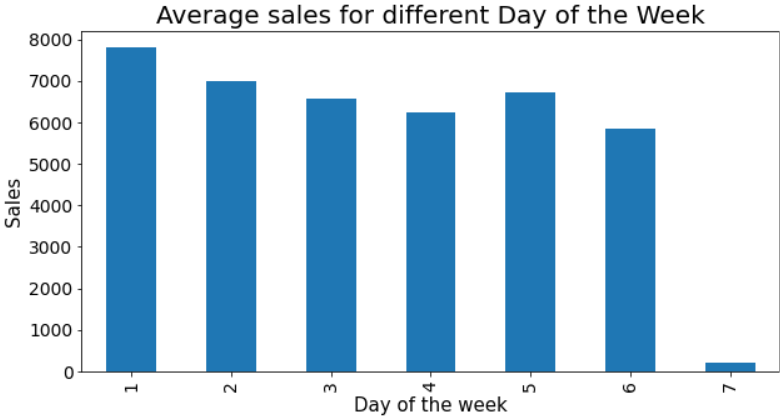 Average sales for different Day of the Week
8000
7000
6000
5000
4000
3000
2000
1000
0
Sales
1 2 3 4 5 6 7
Day of the week